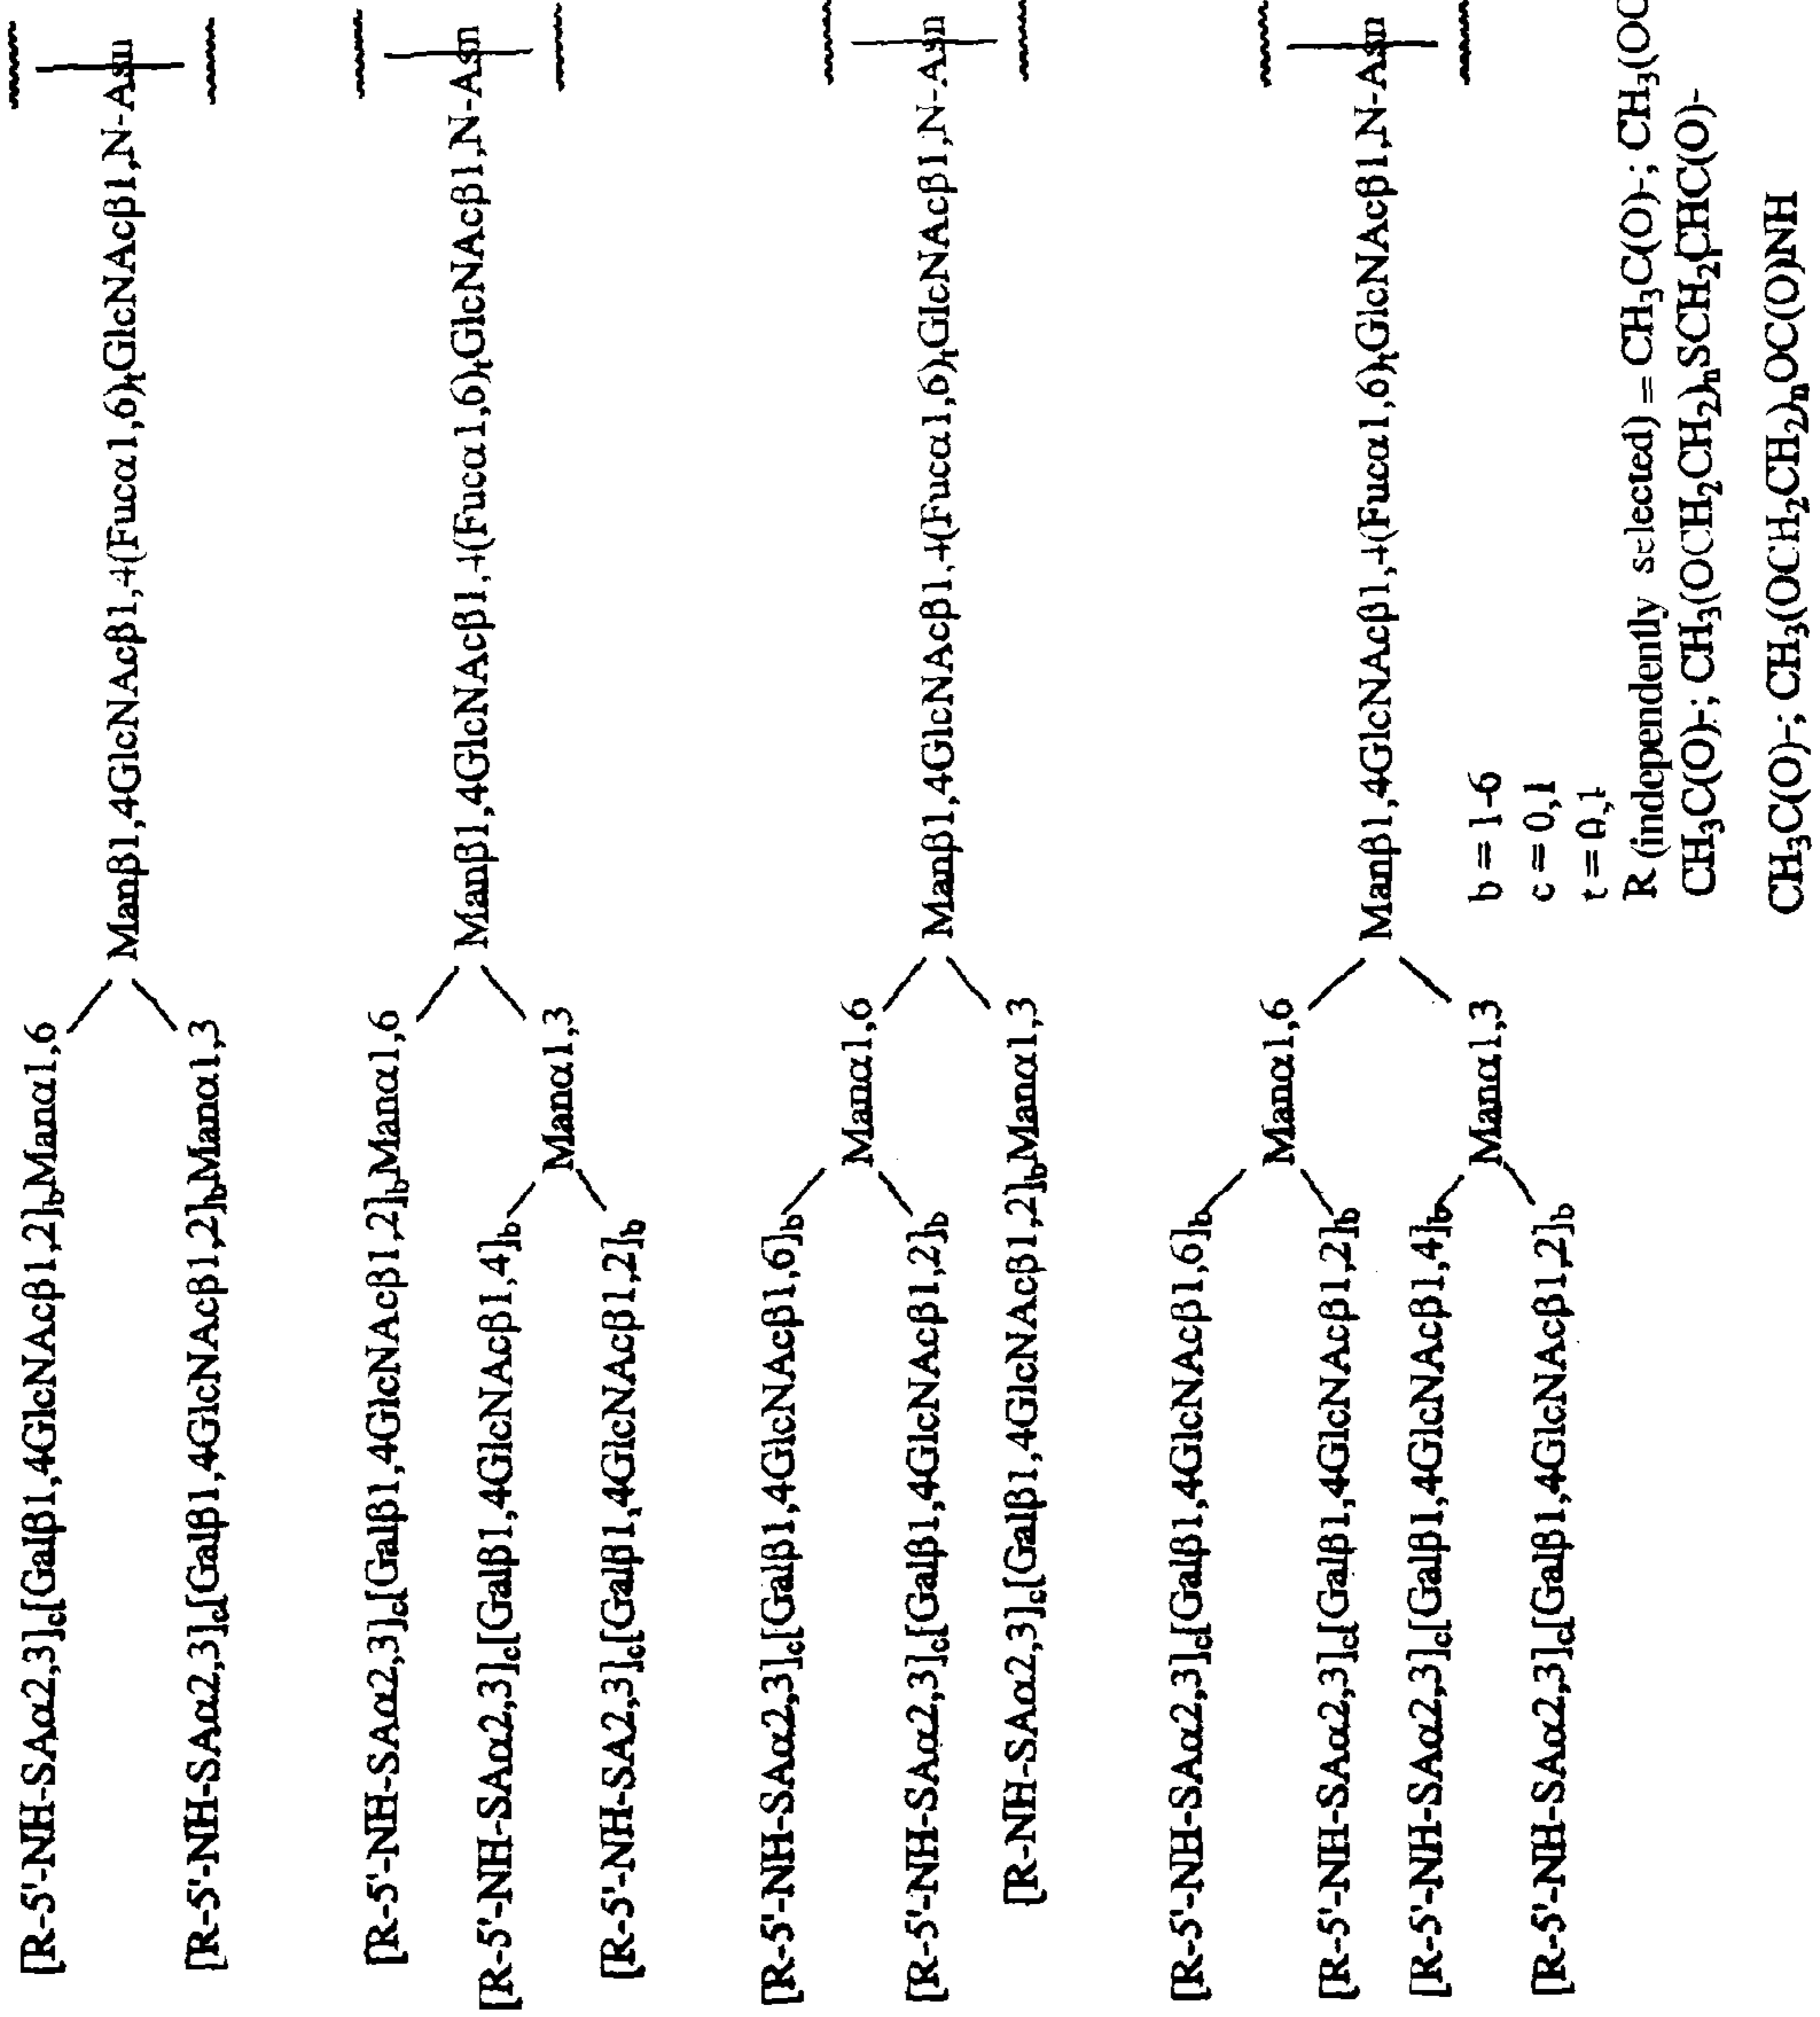 [R-5'-NH-SAα2,3]c[Galβ1,4GlcNAcβ1,2]bManα1,6
Manβ1,4GlcNAcβ1,4(Fucα1,6)tGlcNAcβ1,N-Asn
[R-5'-NH-SAα2,3]c[Galβ1,4GlcNAcβ1,2]bManα1,3
[R-5'-NH-SAα2,3]c[Galβ1,4GlcNAcβ1,2]bManα1,6
Manβ1,4GlcNAcβ1,4(Fucα1,6)tGlcNAcβ1,N-Asn
[R-5'-NH-SAα2,3]c[Galβ1,4GlcNAcβ1,4]b
Manα1,3
[R-5'-NH-SA2,3]c[Galβ1,4GlcNAcβ1,2]b
[R-5'-NH-SAα2,3]c[Galβ1,4GlcNAcβ1,6]b
Manα1,6
[R-5'-NH-SAα2,3]c[Galβ1,4GlcNAcβ1,2]b
Manβ1,4GlcNAcβ1,4(Fucα1,6)tGlcNAcβ1,N-Asn
[R-NH-SAα2,3]c[Galβ1,4GlcNAcβ1,2]bManα1,3
[R-5'-NH-SAα2,3]c[Galβ1,4GlcNAcβ1,6]b
Manα1,6
[R-5'-NH-SAα2,3]c[Galβ1,4GlcNAcβ1,2]b
Manβ1,4GlcNAcβ1,4(Fucα1,6)tGlcNAcβ1,N-Asn
[R-5'-NH-SAα2,3]c[Galβ1,4GlcNAcβ1,4]b
Manα1,3
[R-5'-NH-SAα2,3]c[Galβ1,4GlcNAcβ1,2]b
b = 1-6
c = 0,1
t = 0,1
R (independently selected) = CH3C(O)-; CH3(OC
CH3C(O)-; CH3(OCH2CH2)nSCH2CHC(O)-
CH3C(O)-; CH3(OCH2CH2)nOC(O)NH